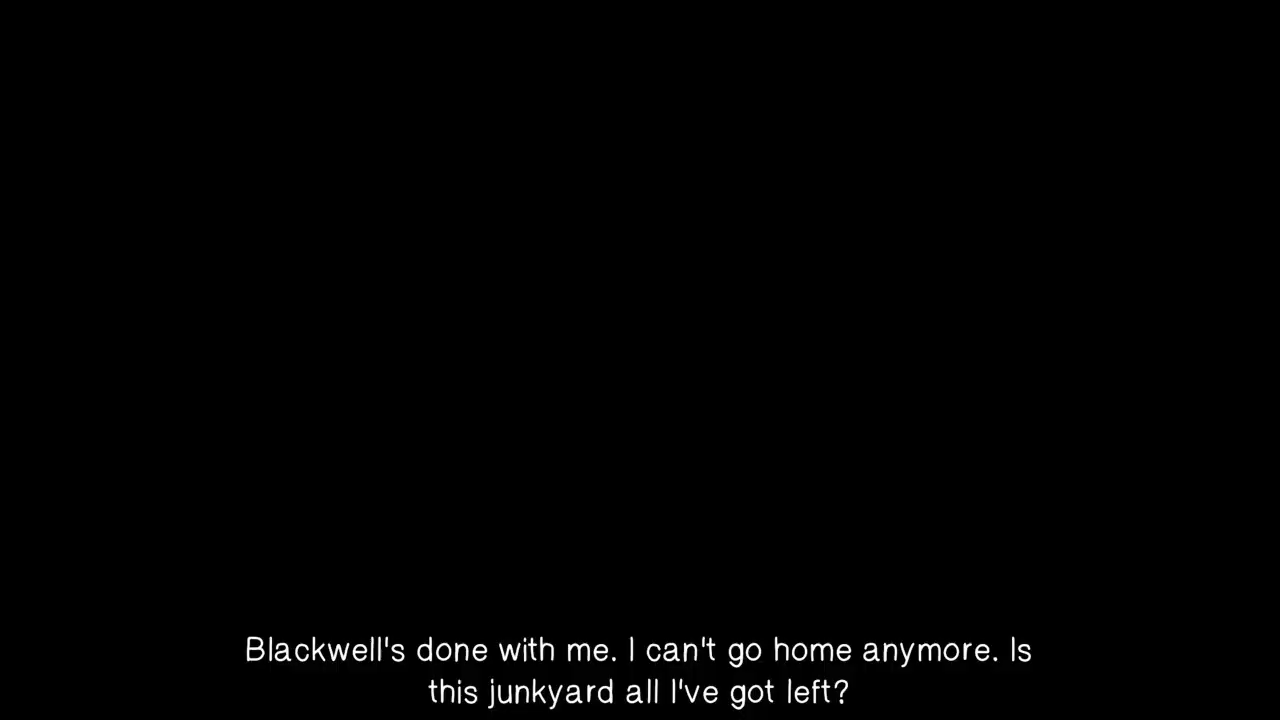 Blackwell's done with me. I can't go home anymore. Is
this junkyard all I've got left?